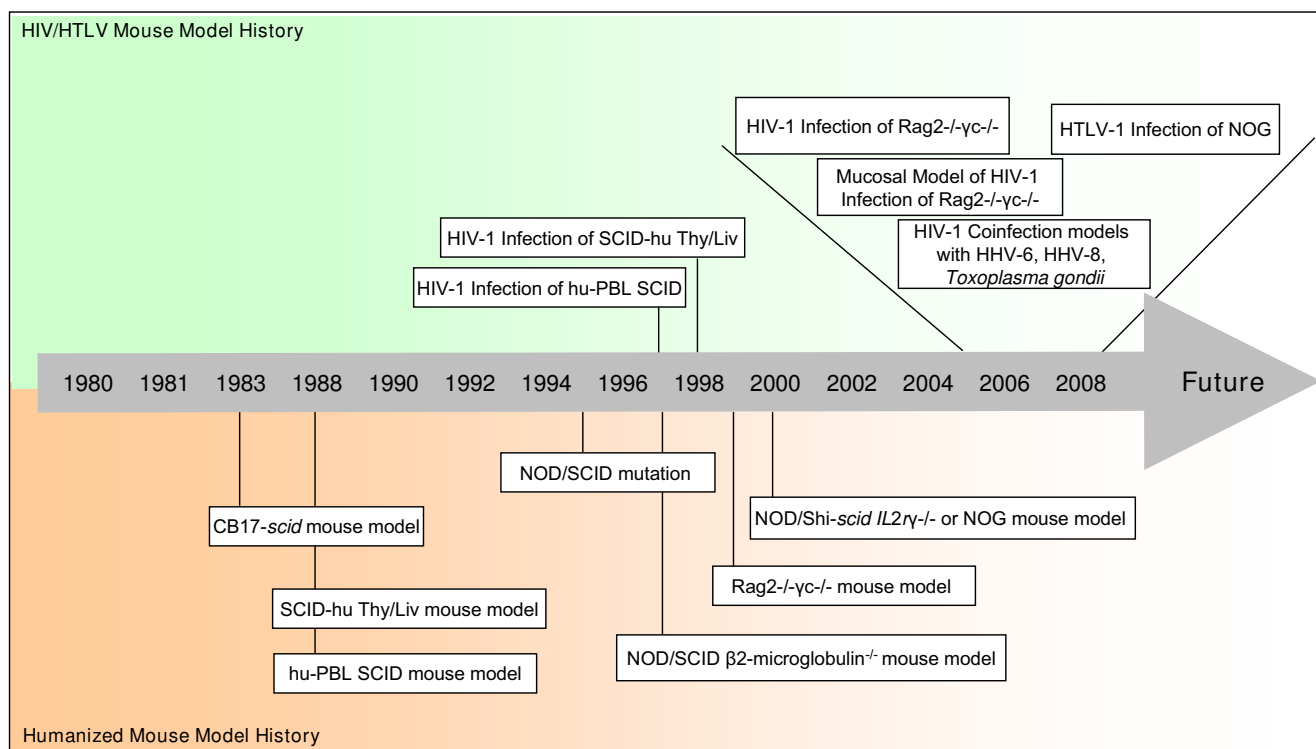 HIV/HTLV Mouse Model History
HIV-1 Infection of Rag2-/-γc-/-
HTLV-1 Infection of NOG
Mucosal Model of HIV-1
Infection of Rag2-/-γc-/-
HIV-1 Coinfection models
with HHV-6, HHV-8,
Toxoplasma gondii
HIV-1 Infection of SCID-hu Thy/Liv
HIV-1 Infection of hu-PBL SCID
1980 1981 1983 1988 1990 1992 1994 1996 1998 2000 2002 2004 2006 2008 Future
NOD/SCID mutation
CB17-scid mouse model
NOD/Shi-scid IL2rγ-/- or NOG mouse model
Rag2-/-γc-/- mouse model
SCID-hu Thy/Liv mouse model
NOD/SCID β2-microglobulin-/- mouse model
hu-PBL SCID mouse model
Humanized Mouse Model History